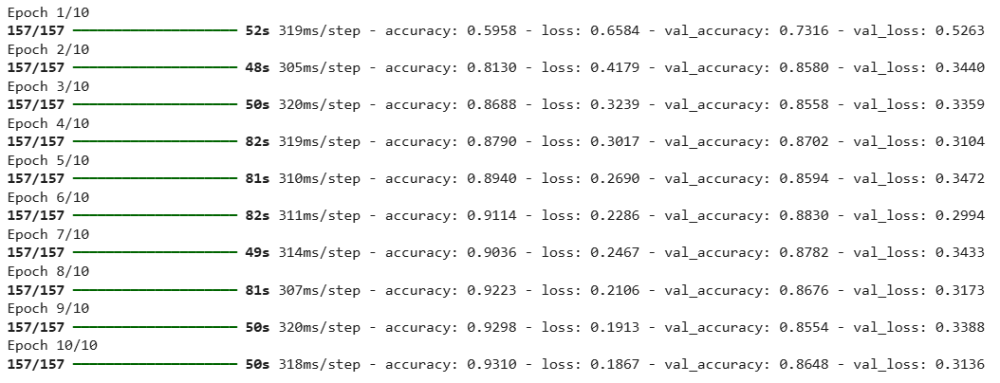 Epoch 1/10
157/157 ━━━━━━━━━━━━━━━━━━━━ 52s 319ms/step - accuracy: 0.5958 - loss: 0.6584 - val_accuracy: 0.7316 - val_loss: 0.5263
Epoch 2/10
157/157 ━━━━━━━━━━━━━━━━━━━━ 48s 305ms/step - accuracy: 0.8130 - loss: 0.4179 - val_accuracy: 0.8580 - val_loss: 0.3440
Epoch 3/10
157/157 ━━━━━━━━━━━━━━━━━━━━ 50s 320ms/step - accuracy: 0.8688 - loss: 0.3239 - val_accuracy: 0.8558 - val_loss: 0.3359
Epoch 4/10
157/157 ━━━━━━━━━━━━━━━━━━━━ 82s 319ms/step - accuracy: 0.8790 - loss: 0.3017 - val_accuracy: 0.8702 - val_loss: 0.3104
Epoch 5/10
157/157 ━━━━━━━━━━━━━━━━━━━━ 81s 310ms/step - accuracy: 0.8940 - loss: 0.2690 - val_accuracy: 0.8594 - val_loss: 0.3472
Epoch 6/10
157/157 ━━━━━━━━━━━━━━━━━━━━ 82s 311ms/step - accuracy: 0.9114 - loss: 0.2286 - val_accuracy: 0.8830 - val_loss: 0.2994
Epoch 7/10
157/157 ━━━━━━━━━━━━━━━━━━━━ 49s 314ms/step - accuracy: 0.9036 - loss: 0.2467 - val_accuracy: 0.8782 - val_loss: 0.3433
Epoch 8/10
157/157 ━━━━━━━━━━━━━━━━━━━━ 81s 307ms/step - accuracy: 0.9223 - loss: 0.2106 - val_accuracy: 0.8676 - val_loss: 0.3173
Epoch 9/10
157/157 ━━━━━━━━━━━━━━━━━━━━ 50s 320ms/step - accuracy: 0.9298 - loss: 0.1913 - val_accuracy: 0.8554 - val_loss: 0.3388
Epoch 10/10
157/157 ━━━━━━━━━━━━━━━━━━━━ 50s 318ms/step - accuracy: 0.9310 - loss: 0.1867 - val_accuracy: 0.8648 - val_loss: 0.3136